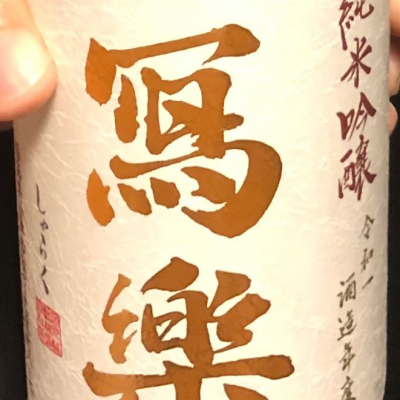 純米吟醸
令和一酒造年度
寫樂
しゃらく